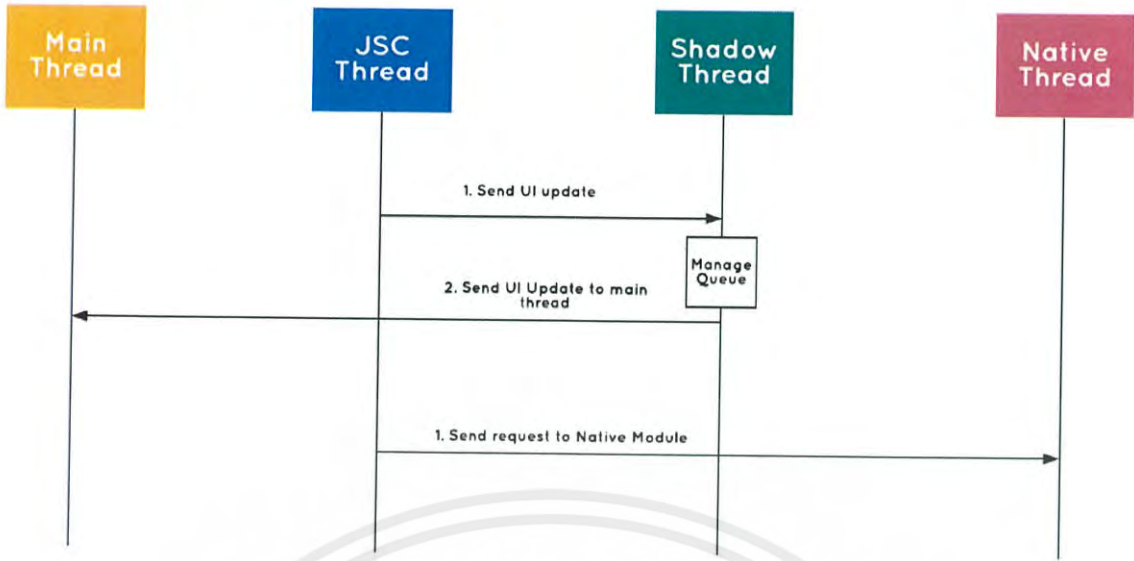 Main
Thread
JSC
Thread
Shadow
Thread
Native
Thread
1. Send UI update
Manage
Queue
2. Send UI Update to main
thread
1. Send request to Native Module